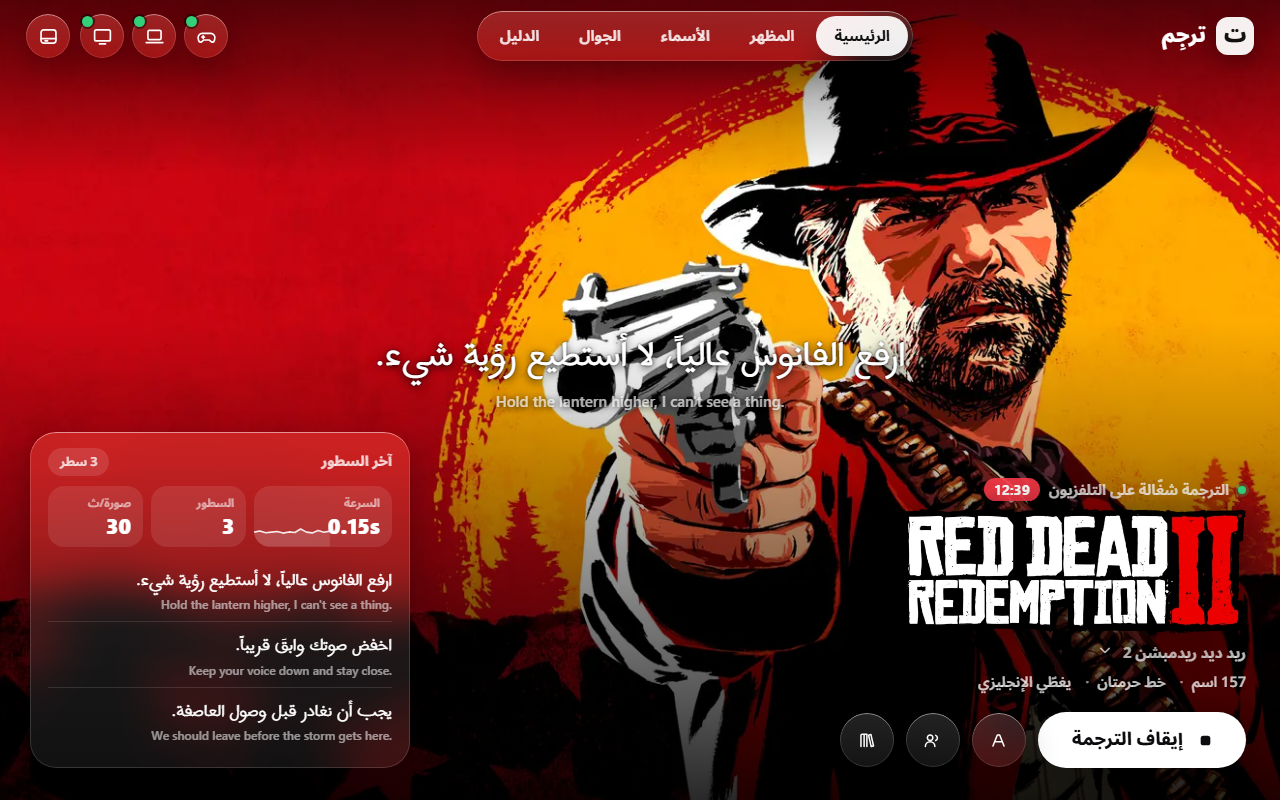 ت ترجم
الرئيسية المظهر الأسماء الجوال الدليل
ارفع الفانوس عالياً، لا أستطيع رؤية شيء.
Hold the lantern higher, I can't see a thing.
الترجمة شغّالة على التلفزيون 12:39
RED DEAD
REDEMPTION II
ريد ديد ريدمبشن 2
157 اسم · خط حرمتان · يغطّي الإنجليزي
إيقاف الترجمة
آخر السطور 3 سطر
السرعة السطور صورة/ث
0.15s 3 30
ارفع الفانوس عالياً، لا أستطيع رؤية شيء.
Hold the lantern higher, I can't see a thing.
اخفض صوتك وابقَ قريباً.
Keep your voice down and stay close.
يجب أن نغادر قبل وصول العاصفة.
We should leave before the storm gets here.